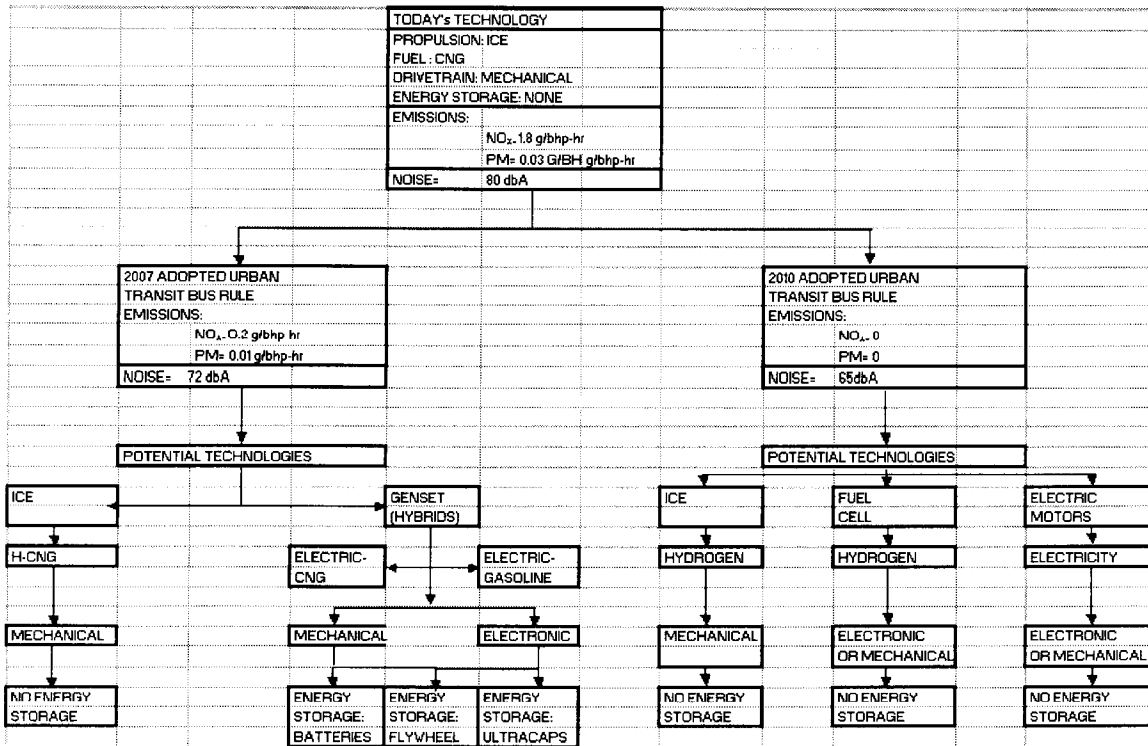 TODAY's TECHNOLOGY
PROPULSION: ICE
FUEL : CNG
DRIVETRAIN: MECHANICAL
ENERGY STORAGE: NONE
EMISSIONS:
NOx- 1.8 g/bhp-hr
PM= 0.03 G/BH g/bhp-hr
NOISE= 80 dbA
2007 ADOPTED URBAN
TRANSIT BUS RULE
EMISSIONS:
NOx- 0.2 g/bhp-hr
PM= 0.01 g/bhp-hr
NOISE= 72 dbA
2010 ADOPTED URBAN
TRANSIT BUS RULE
EMISSIONS:
NOx- 0
PM= 0
NOISE= 65dbA
POTENTIAL TECHNOLOGIES
POTENTIAL TECHNOLOGIES
ICE
GENSET
(HYBRIDS)
ICE
FUEL
CELL
ELECTRIC
MOTORS
H-CNG
ELECTRIC-
CNG
ELECTRIC-
GASOLINE
HYDROGEN
HYDROGEN
ELECTRICITY
MECHANICAL
MECHANICAL
ELECTRONIC
MECHANICAL
ELECTRONIC
OR MECHANICAL
ELECTRONIC
OR MECHANICAL
NO ENERGY
STORAGE
ENERGY
STORAGE:
BATTERIES
ENERGY
STORAGE:
FLYWHEEL
ENERGY
STORAGE:
ULTRACAPS
NO ENERGY
STORAGE
NO ENERGY
STORAGE
NO ENERGY
STORAGE